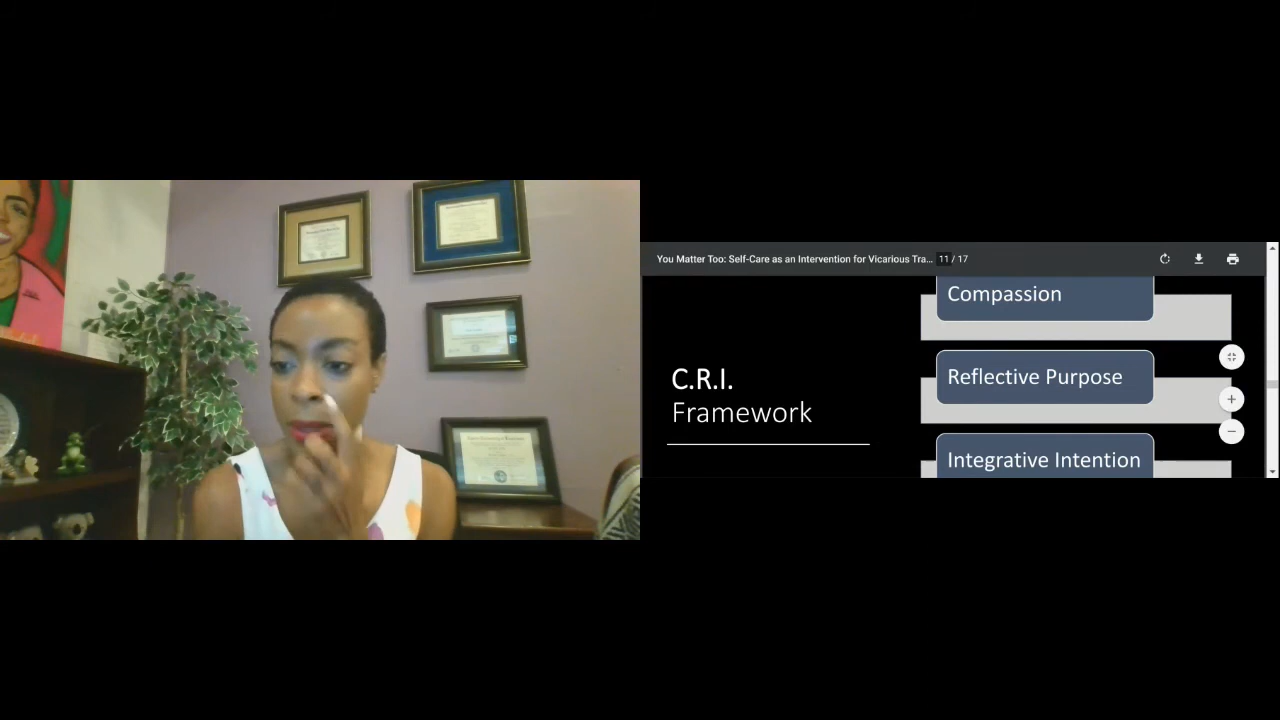 You Matter Too: Self-Care as an Intervention for Vicarious Tra... 11 / 17
C.R.I.
Framework
Compassion
Reflective Purpose
Integrative Intention